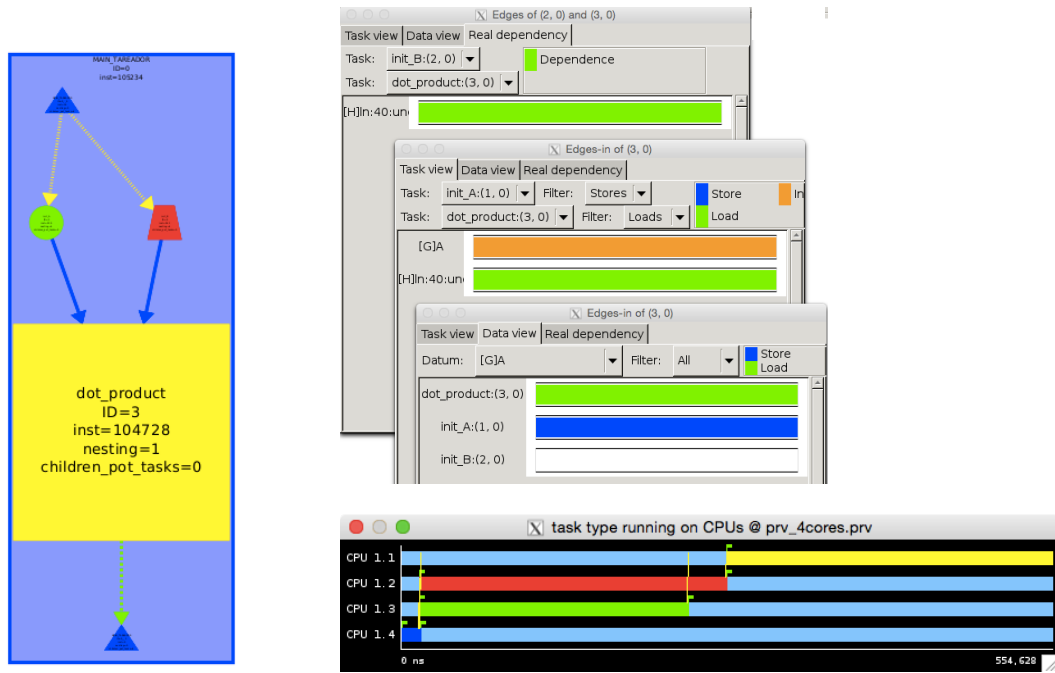 MAIN_TAREADOR
ID=0
inst=105234
dot_product
ID=3
inst=104728
nesting=1
children_pot_tasks=0
Edges of (2, 0) and (3, 0)
Task view Data view Real dependency
Task: init_B:(2, 0) Dependence
Task: dot_product:(3, 0)
[H]ln:40:un
Edges-in of (3, 0)
Task view Data view Real dependency
Task: init_A:(1, 0) Filter: Stores Store In
Task: dot_product:(3, 0) Filter: Loads Load
[G]A
[H]ln:40:un
Edges-in of (3, 0)
Task view Data view Real dependency
Datum: [G]A Filter: All Store
Load
dot_product:(3, 0)
init_A:(1, 0)
init_B:(2, 0)
task type running on CPUs @ prv_4cores.prv
CPU 1.1
CPU 1.2
CPU 1.3
CPU 1.4
0 ns 554,628